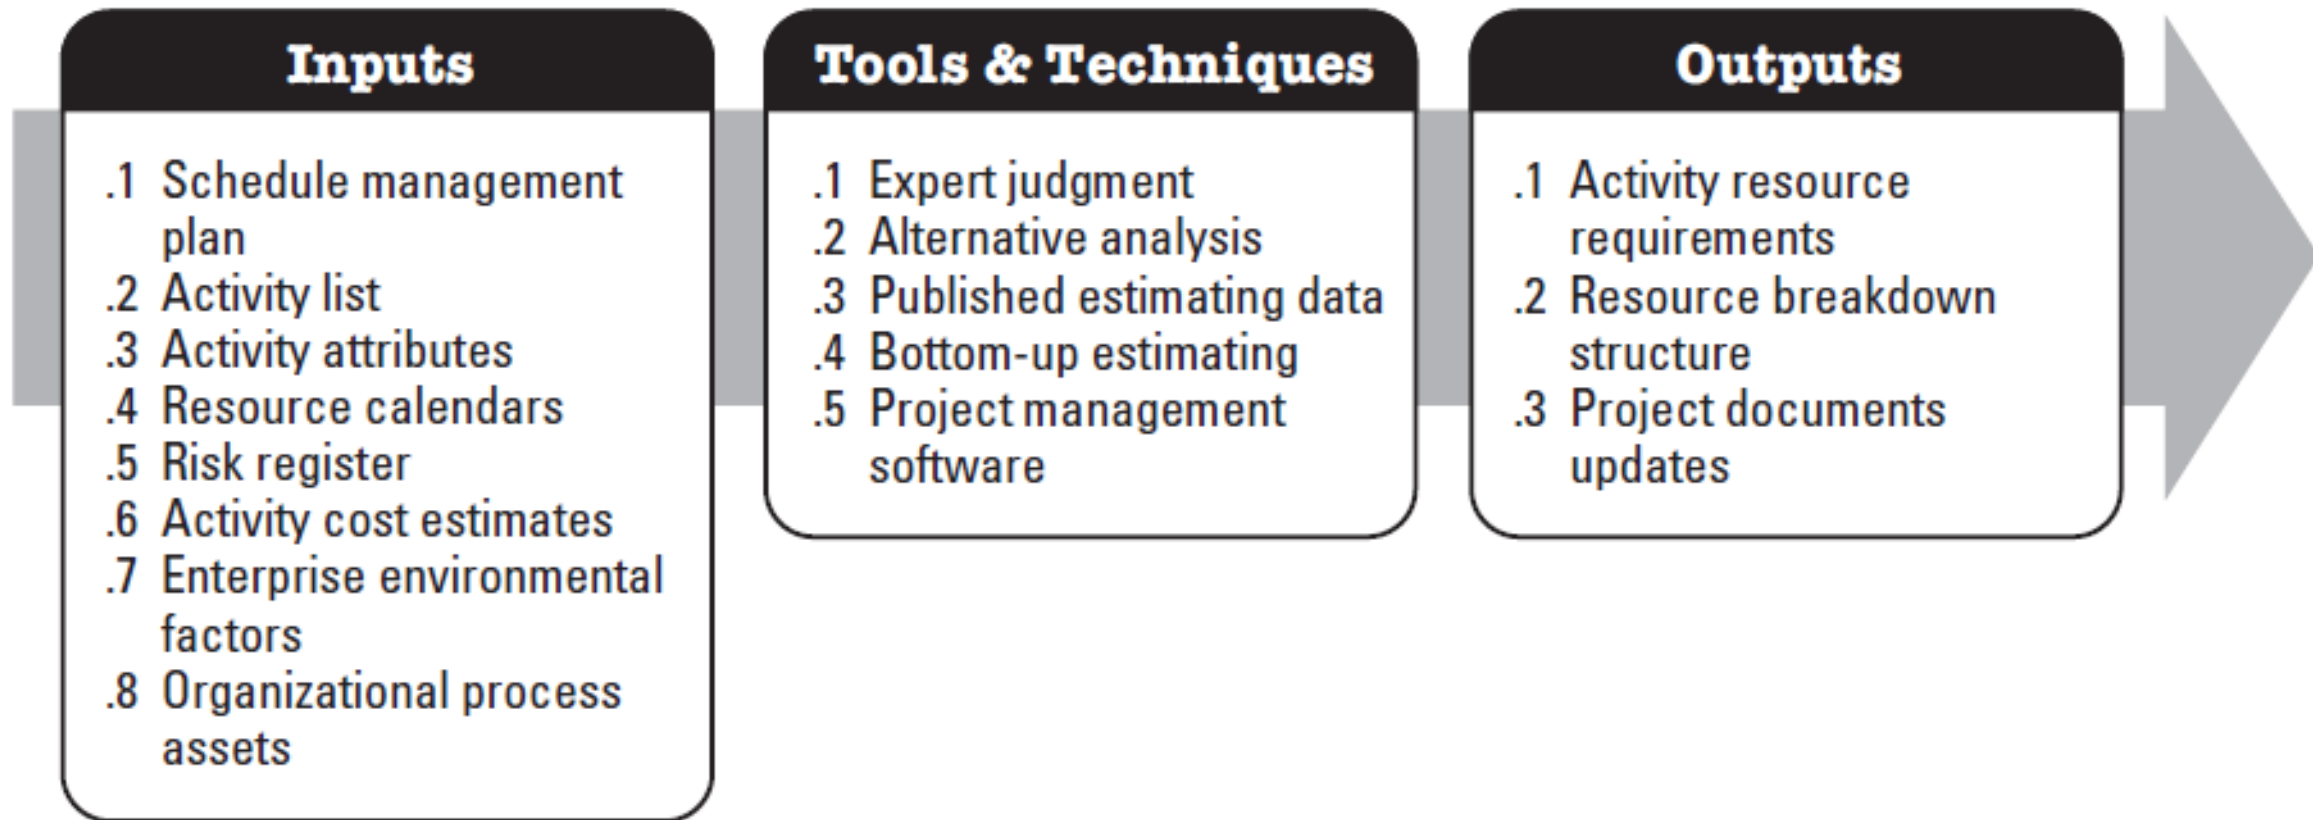 Inputs
.1 Schedule management
plan
.2 Activity list
.3 Activity attributes
.4 Resource calendars
.5 Risk register
.6 Activity cost estimates
.7 Enterprise environmental
factors
.8 Organizational process
assets
Tools & Techniques
.1 Expert judgment
.2 Alternative analysis
.3 Published estimating data
.4 Bottom-up estimating
.5 Project management
software
Outputs
.1 Activity resource
requirements
.2 Resource breakdown
structure
.3 Project documents
updates